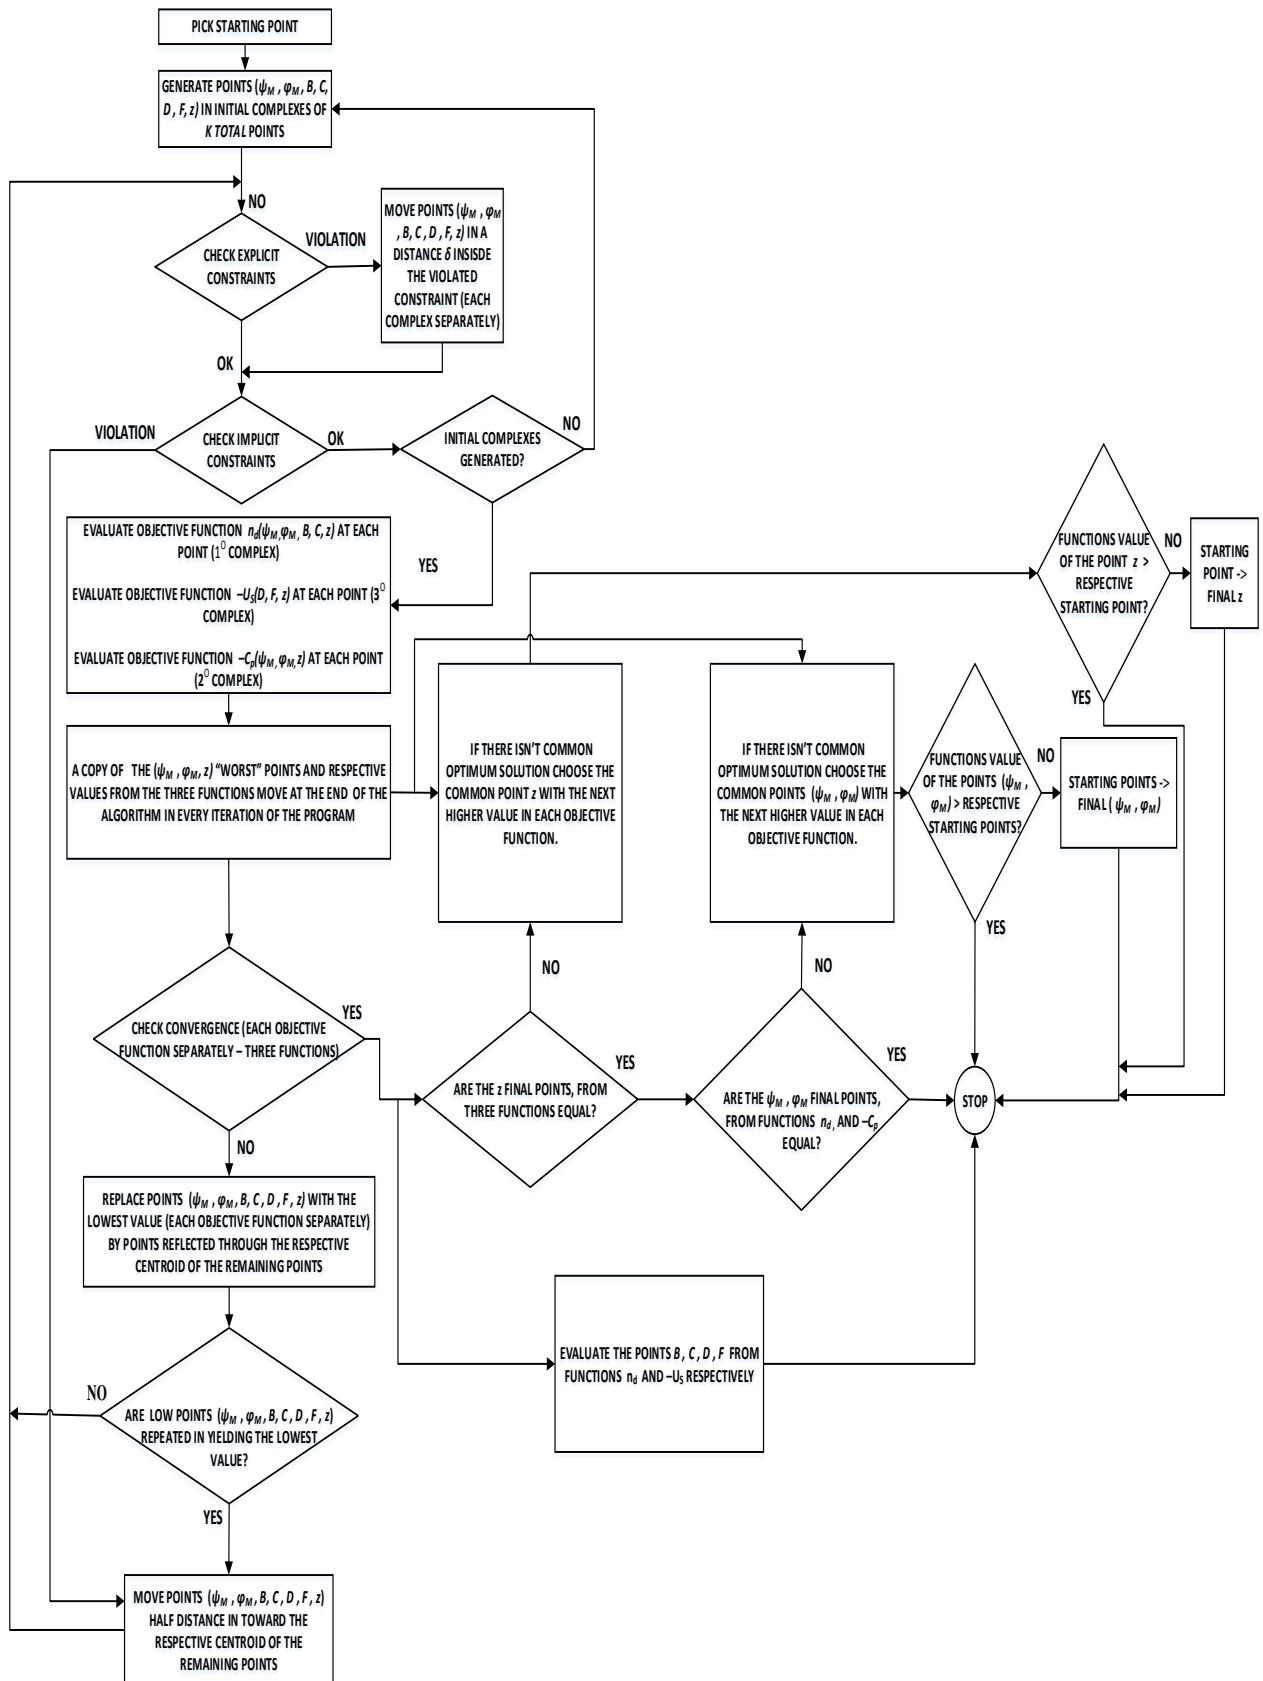 PICK STARTING POINT
GENERATE POINTS (ψM , φM , B, C,
D , F, z) IN INITIAL COMPLEXES OF
K TOTAL POINTS
NO
CHECK EXPLICIT
CONSTRAINTS
VIOLATION
MOVE POINTS (ψM , φM
, B, C , D , F, z) IN A
DISTANCE δ INSISDE
THE VIOLATED
CONSTRAINT (EACH
COMPLEX SEPARATELY)
OK
VIOLATION
CHECK IMPLICIT
CONSTRAINTS
OK
INITIAL COMPLEXES
GENERATED?
NO
YES
EVALUATE OBJECTIVE FUNCTION nd(ψM,φM, B, C, z) AT EACH
POINT (1⁰ COMPLEX)
EVALUATE OBJECTIVE FUNCTION –US(D, F, z) AT EACH POINT (3⁰
COMPLEX)
EVALUATE OBJECTIVE FUNCTION –Cp(ψM, φM,z) AT EACH POINT
(2⁰ COMPLEX)
A COPY OF THE (ψM , φM, z) “WORST” POINTS AND RESPECTIVE
VALUES FROM THE THREE FUNCTIONS MOVE AT THE END OF THE
ALGORITHM IN EVERY ITERATION OF THE PROGRAM
IF THERE ISN’T COMMON
OPTIMUM SOLUTION CHOOSE THE
COMMON POINT z WITH THE NEXT
HIGHER VALUE IN EACH OBJECTIVE
FUNCTION.
IF THERE ISN’T COMMON
OPTIMUM SOLUTION CHOOSE THE
COMMON POINTS (ψM , φM) WITH
THE NEXT HIGHER VALUE IN EACH
OBJECTIVE FUNCTION.
FUNCTIONS VALUE
OF THE POINTS (ψM ,
φM) > RESPECTIVE
STARTING POINTS?
NO
STARTING POINTS ->
FINAL ( ψM , φM)
YES
FUNCTIONS VALUE
OF THE POINT z >
RESPECTIVE
STARTING POINT?
NO
STARTING
POINT ->
FINAL z
YES
CHECK CONVERGENCE (EACH OBJECTIVE
FUNCTION SEPARATELY – THREE FUNCTIONS)
YES
NO
ARE THE z FINAL POINTS, FROM
THREE FUNCTIONS EQUAL?
NO
YES
ARE THE ψM , φM FINAL POINTS,
FROM FUNCTIONS nd , AND –Cp
EQUAL?
NO
YES
STOP
REPLACE POINTS (ψM , φM , B, C , D , F , z) WITH THE
LOWEST VALUE (EACH OBJECTIVE FUNCTION SEPARATELY)
BY POINTS REFLECTED THROUGH THE RESPECTIVE
CENTROID OF THE REMAINING POINTS
EVALUATE THE POINTS B , C , D , F FROM
FUNCTIONS nd AND –US RESPECTIVELY
NO
ARE LOW POINTS (ψM , φM , B, C , D , F , z)
REPEATED IN YIELDING THE LOWEST
VALUE?
YES
MOVE POINTS (ψM , φM , B, C , D , F , z)
HALF DISTANCE IN TOWARD THE
RESPECTIVE CENTROID OF THE
REMAINING POINTS